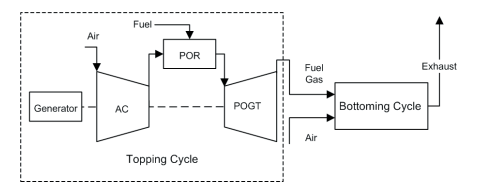 Fuel
Air
POR
Exhaust
Fuel
Gas
Generator
AC
POGT
Bottoming Cycle
Air
Topping Cycle